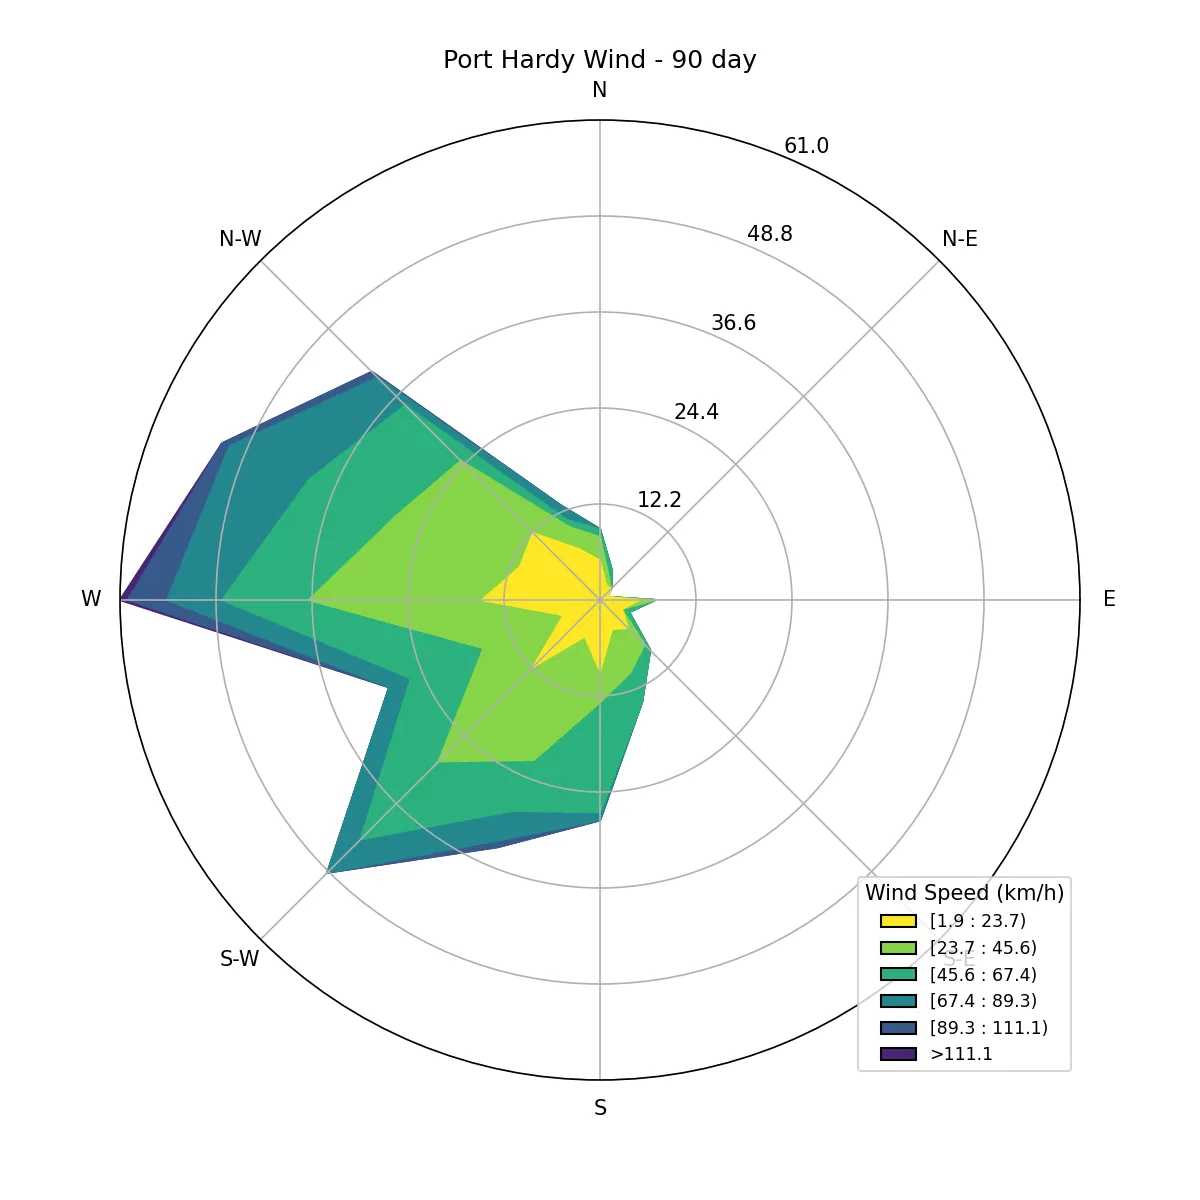 Port Hardy Wind - 90 day
N
61.0
N-W
N-E
48.8
36.6
24.4
12.2
W
E
S-W
S-E
S
Wind Speed (km/h)
[1.9 : 23.7)
[23.7 : 45.6)
[45.6 : 67.4)
[67.4 : 89.3)
[89.3 : 111.1)
>111.1